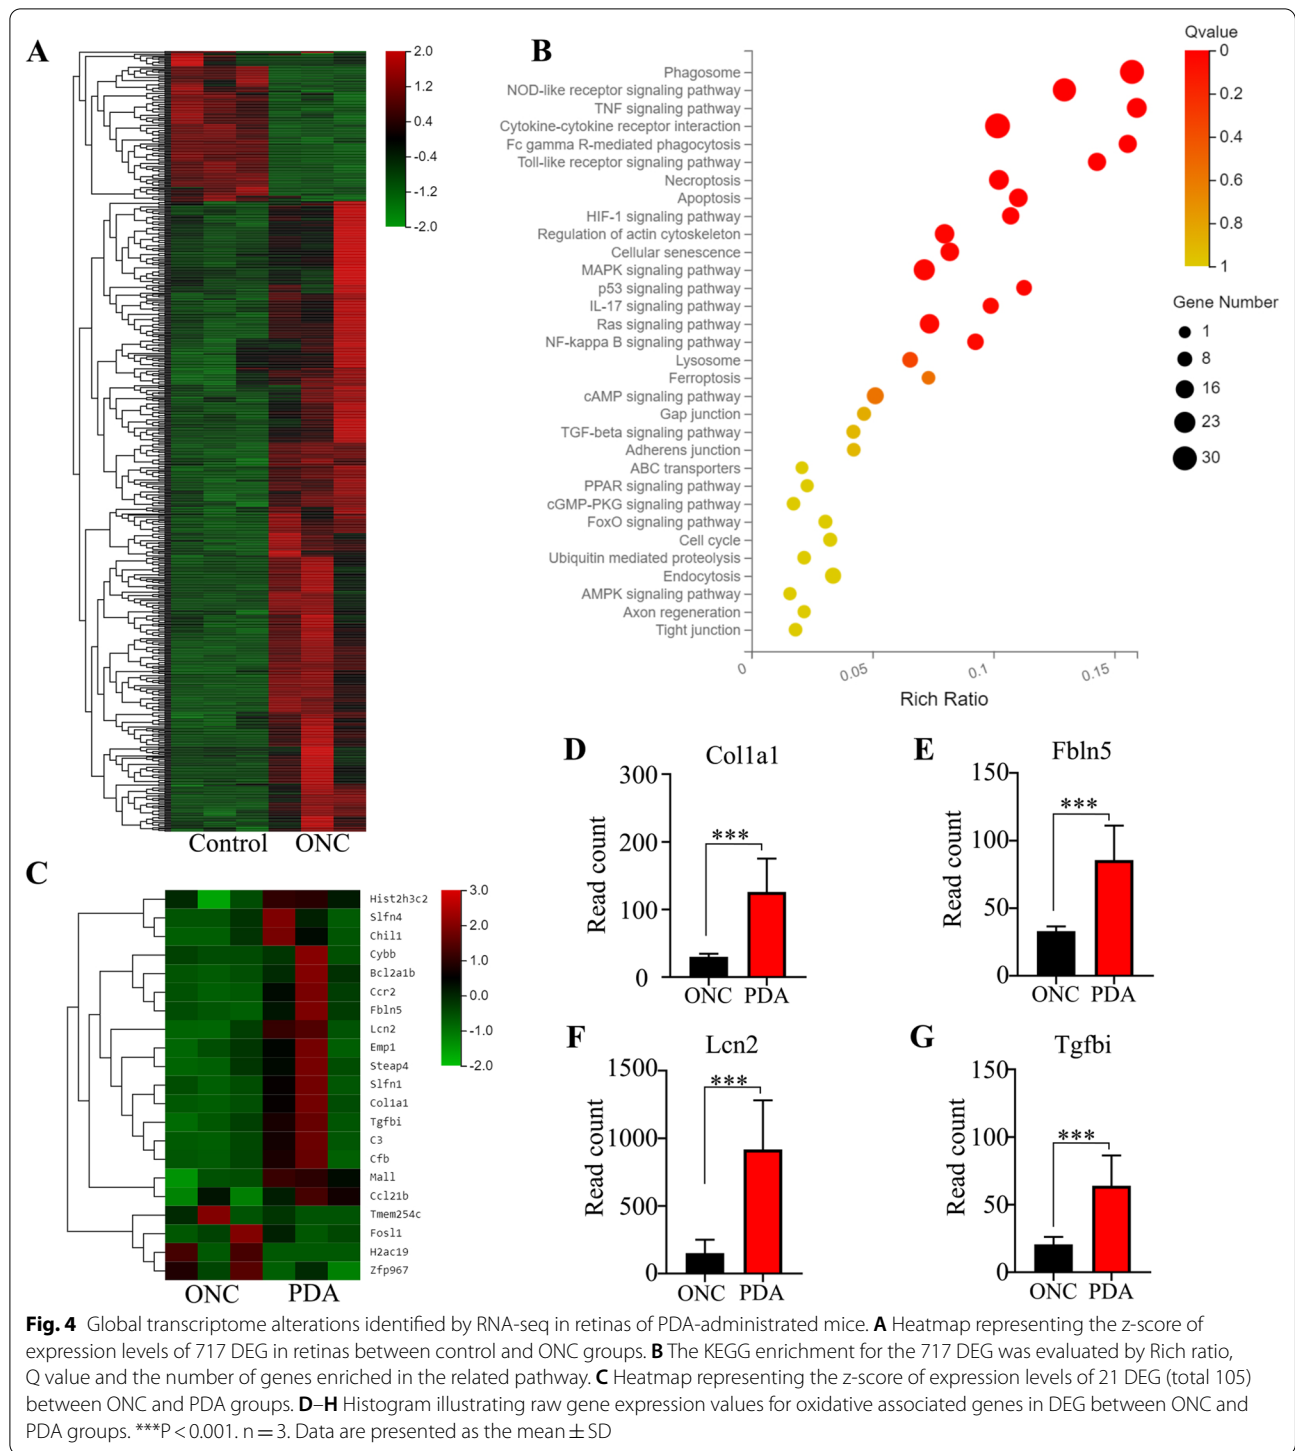 A
2.0
1.2
0.4
-0.4
-1.2
-2.0
Control ONC
B
Phagosome
NOD-like receptor signaling pathway
TNF signaling pathway
Cytokine-cytokine receptor interaction
Fc gamma R-mediated phagocytosis
Toll-like receptor signaling pathway
Necroptosis
Apoptosis
HIF-1 signaling pathway
Regulation of actin cytoskeleton
Cellular senescence
MAPK signaling pathway
p53 signaling pathway
IL-17 signaling pathway
Ras signaling pathway
NF-kappa B signaling pathway
Lysosome
Ferroptosis
cAMP signaling pathway
Gap junction
TGF-beta signaling pathway
Adherens junction
ABC transporters
PPAR signaling pathway
cGMP-PKG signaling pathway
FoxO signaling pathway
Cell cycle
Ubiquitin mediated proteolysis
Endocytosis
AMPK signaling pathway
Axon regeneration
Tight junction
0 0.05 0.1 0.15
Rich Ratio
Qvalue
0
0.2
0.4
0.6
0.8
1
Gene Number
1
8
16
23
30
C
Hist2h3c2
Slfn4
Chil1
Cybb
Bcl2a1b
Ccr2
Fbln5
Lcn2
Emp1
Steap4
Slfn1
Col1a1
Tgfbi
C3
Cfb
Mall
Ccl21b
Tmem254c
Fosl1
H2ac19
Zfp967
3.0
2.0
1.0
0.0
-1.0
-2.0
ONC PDA
D
Col1a1
Read count
300
200
100
0
***
ONC PDA
E
Fbln5
Read count
150
100
50
0
***
ONC PDA
F
Lcn2
Read count
1500
1000
500
0
***
ONC PDA
G
Tgfbi
Read count
150
100
50
0
***
ONC PDA
Fig. 4 Global transcriptome alterations identified by RNA-seq in retinas of PDA-administrated mice. A Heatmap representing the z-score of
expression levels of 717 DEG in retinas between control and ONC groups. B The KEGG enrichment for the 717 DEG was evaluated by Rich ratio,
Q value and the number of genes enriched in the related pathway. C Heatmap representing the z-score of expression levels of 21 DEG (total 105)
between ONC and PDA groups. D–H Histogram illustrating raw gene expression values for oxidative associated genes in DEG between ONC and
PDA groups. ***P < 0.001. n = 3. Data are presented as the mean ± SD